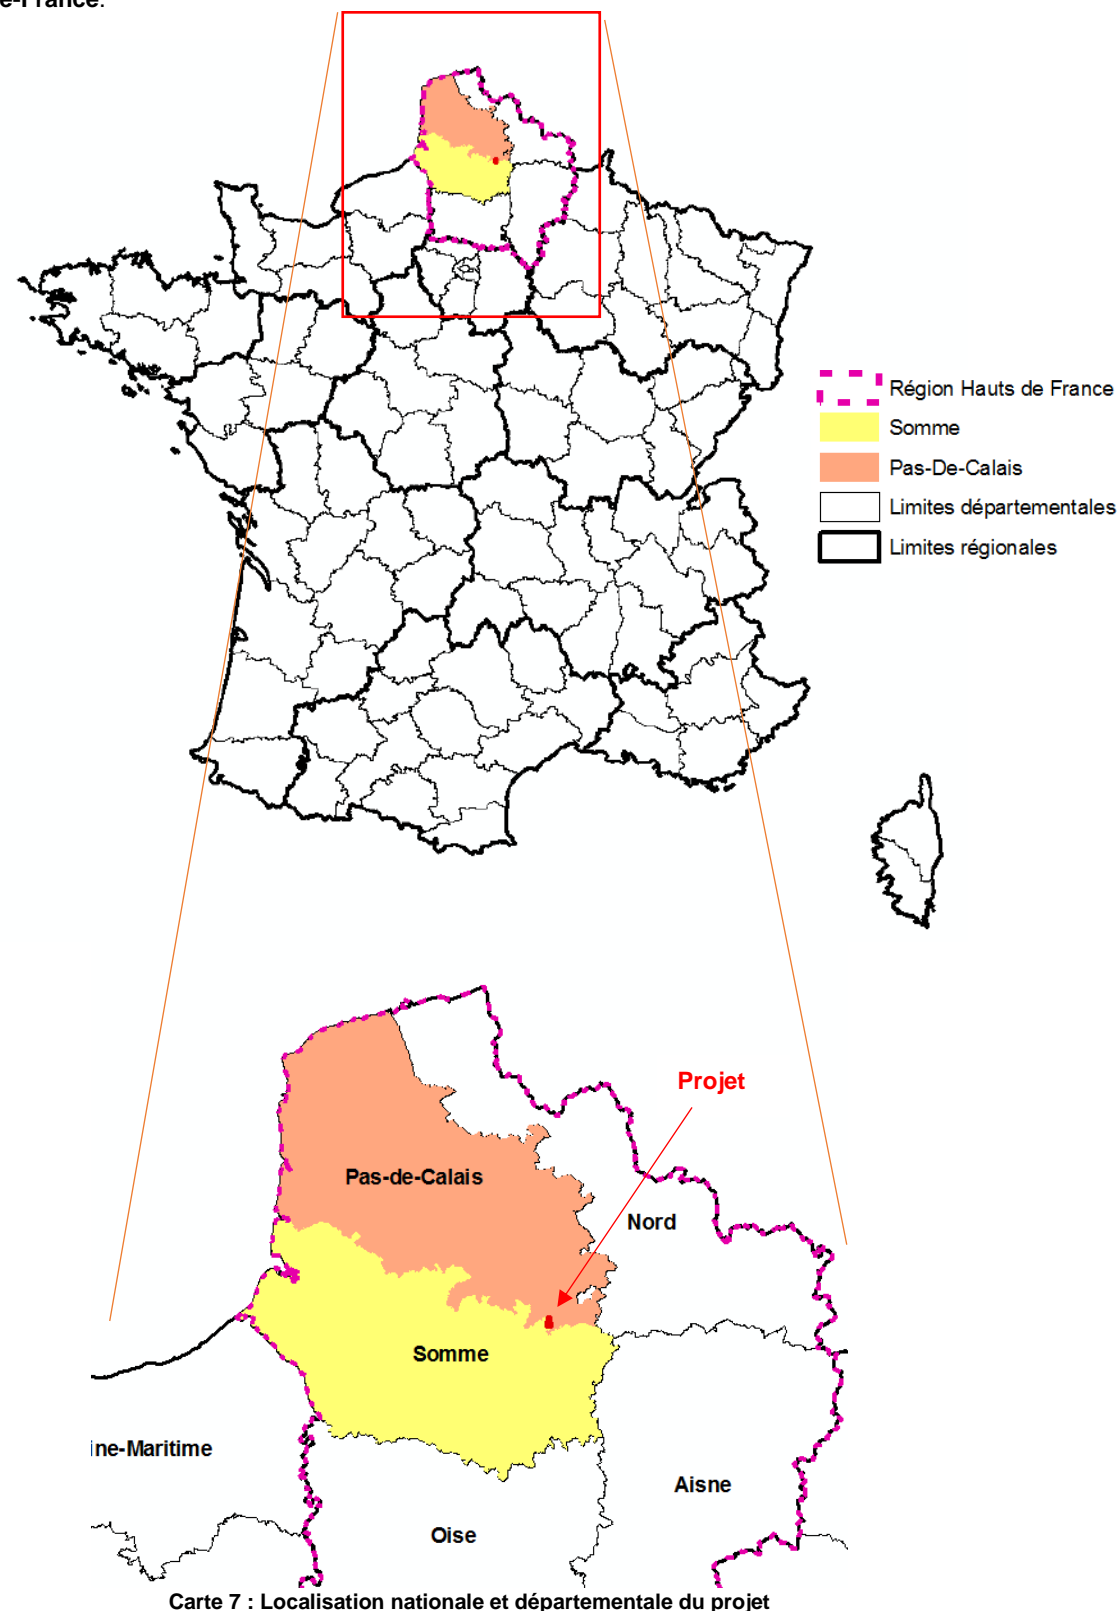 e-France.
Région Hauts de France
Somme
Pas-De-Calais
Limites départementales
Limites régionales
Projet
Pas-de-Calais
Nord
Somme
ine-Maritime
Aisne
Oise
Carte 7 : Localisation nationale et départementale du projet